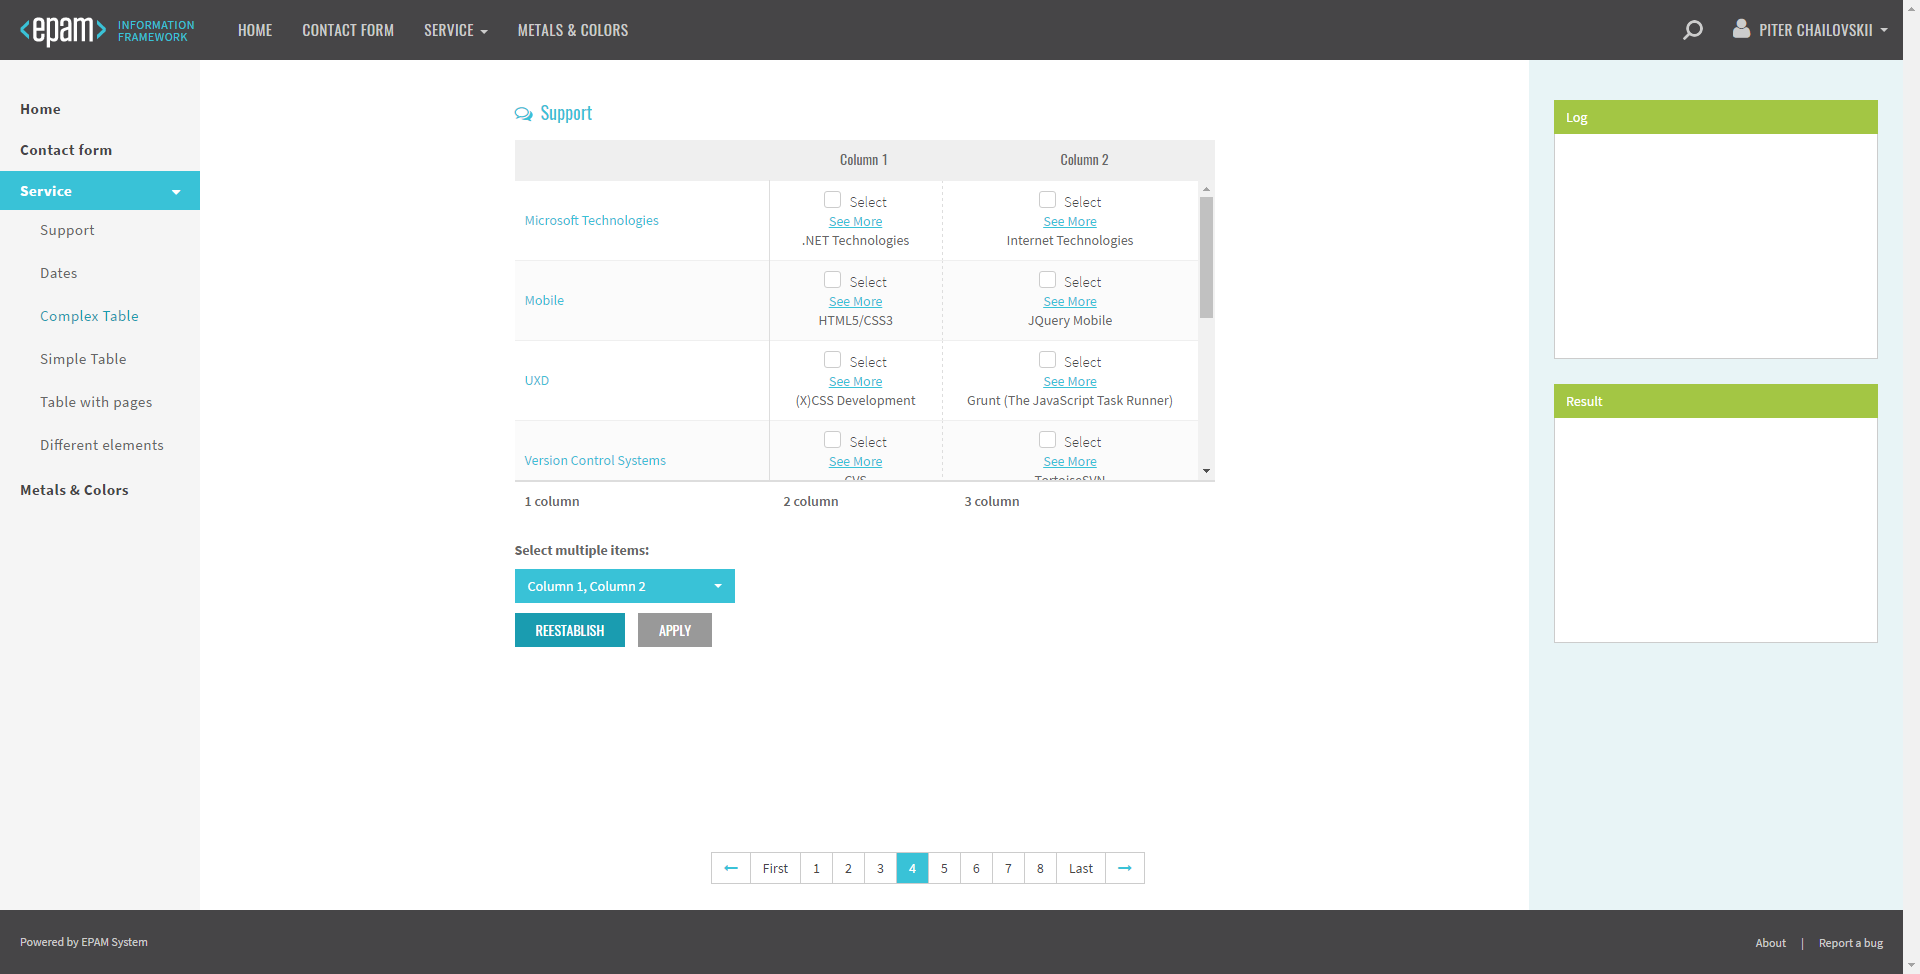 <epam>
INFORMATION
FRAMEWORK
HOME
CONTACT FORM
SERVICE
METALS & COLORS
PITER CHAILOVSKII
Home
Contact form
Service
Support
Dates
Complex Table
Simple Table
Table with pages
Different elements
Metals & Colors
Support
Column 1
Column 2
Microsoft Technologies
Select
See More
.NET Technologies
Select
See More
Internet Technologies
Mobile
Select
See More
HTML5/CSS3
Select
See More
JQuery Mobile
UXD
Select
See More
(X)CSS Development
Select
See More
Grunt (The JavaScript Task Runner)
Version Control Systems
Select
See More
CVS
Select
See More
TortoiseSVN
1 column
2 column
3 column
Select multiple items:
Column 1, Column 2
REESTABLISH
APPLY
Log
Result
← First 1 2 3 4 5 6 7 8 Last →
Powered by EPAM System
About | Report a bug